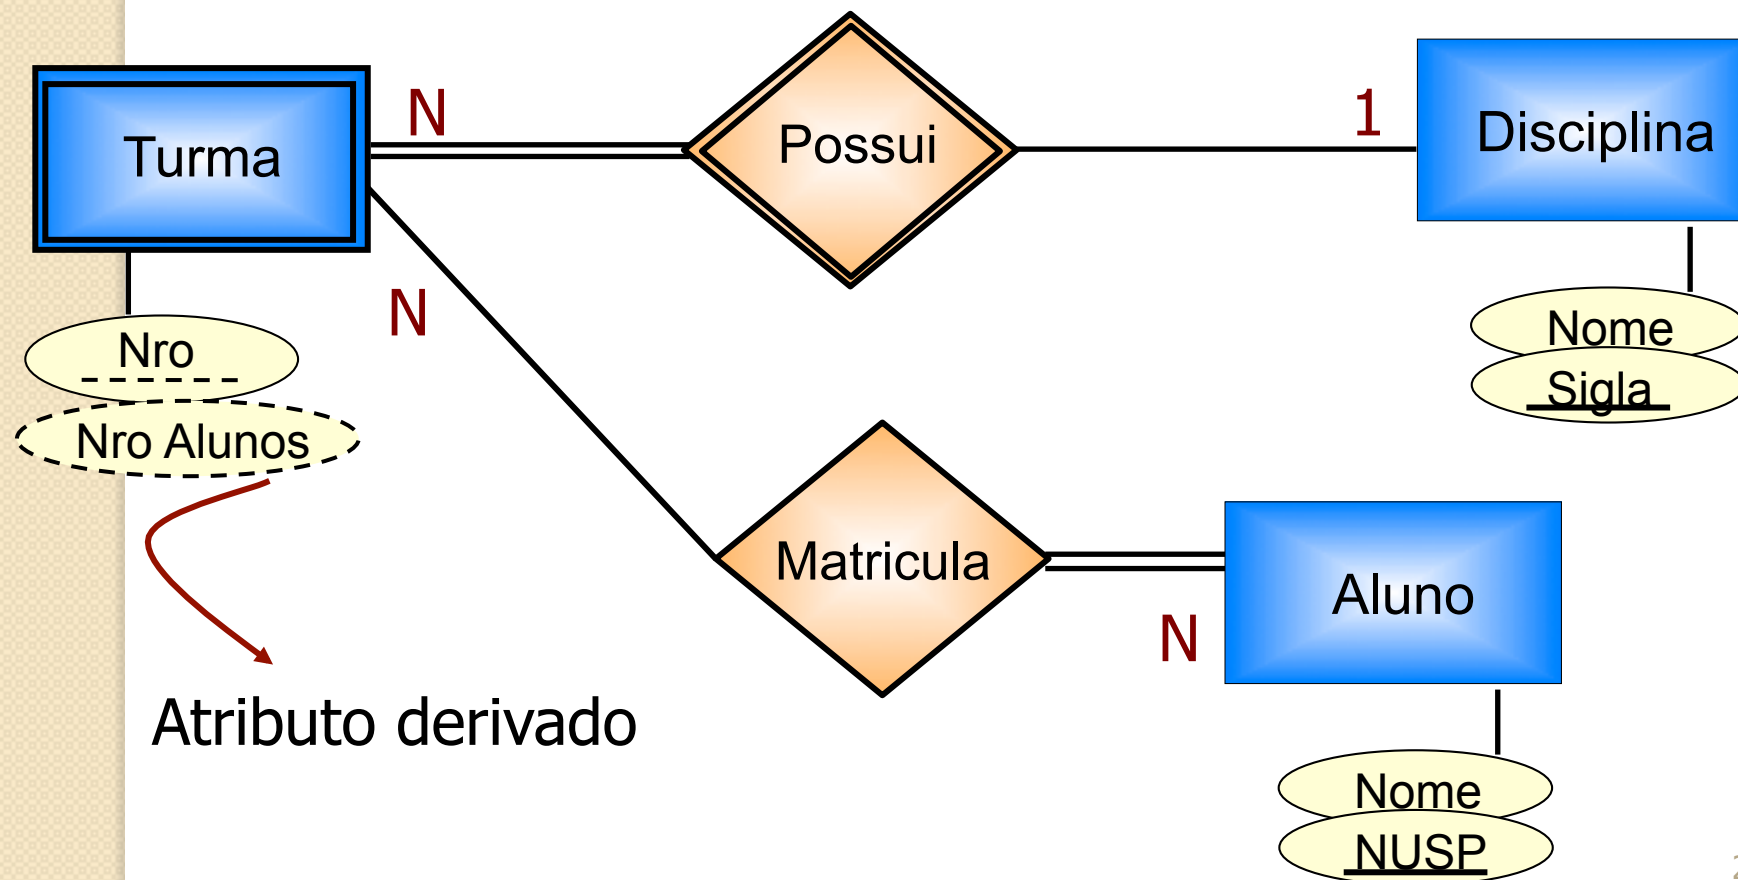 Turma
N
Possui
1
Disciplina
Nro
Nro Alunos
N
Nome
Sigla
Matricula
N
Aluno
Atributo derivado
Nome
NUSP